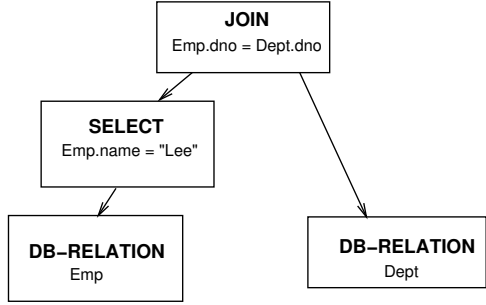 JOIN
Emp.dno = Dept.dno
SELECT
Emp.name = "Lee"
DB−RELATION
Emp
DB−RELATION
Dept